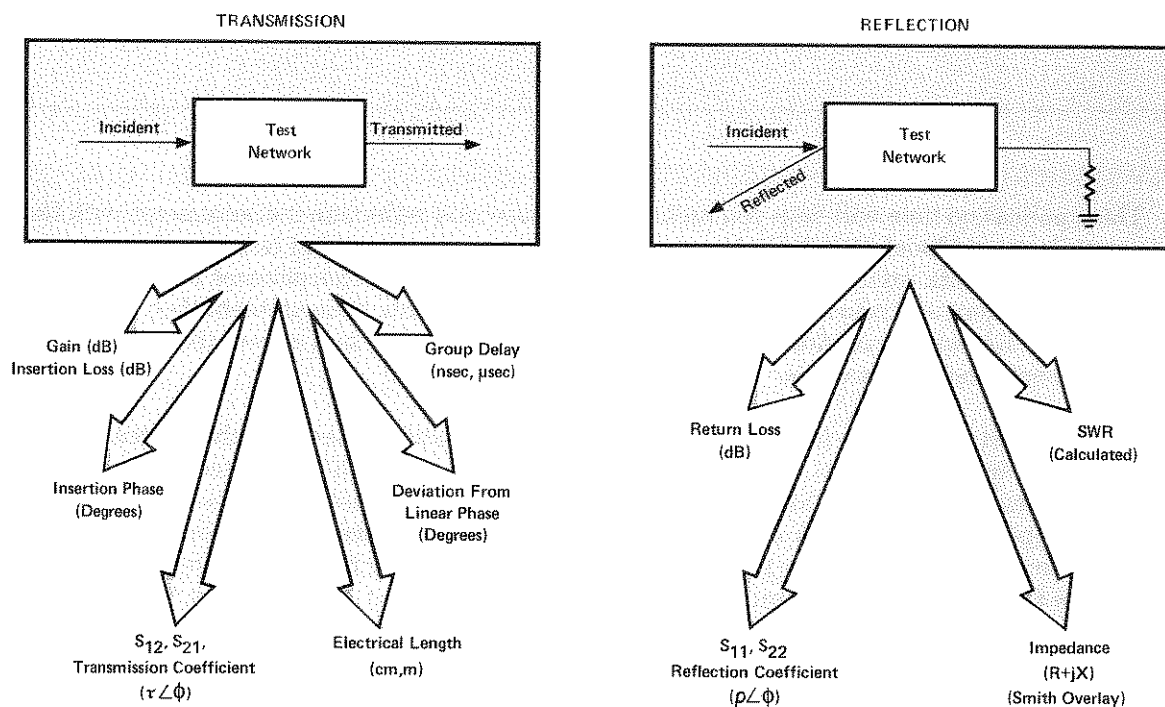 TRANSMISSION
Incident
Test
Network
Transmitted
Gain (dB)
Insertion Loss (dB)
Group Delay
(nsec, μsec)
Insertion Phase
(Degrees)
Deviation From
Linear Phase
(Degrees)
S12, S21,
Transmission Coefficient
(τ∠ϕ)
Electrical Length
(cm,m)
REFLECTION
Incident
Reflected
Test
Network
Return Loss
(dB)
SWR
(Calculated)
S11, S22
Reflection Coefficient
(ρ∠ϕ)
Impedance
(R+jX)
(Smith Overlay)